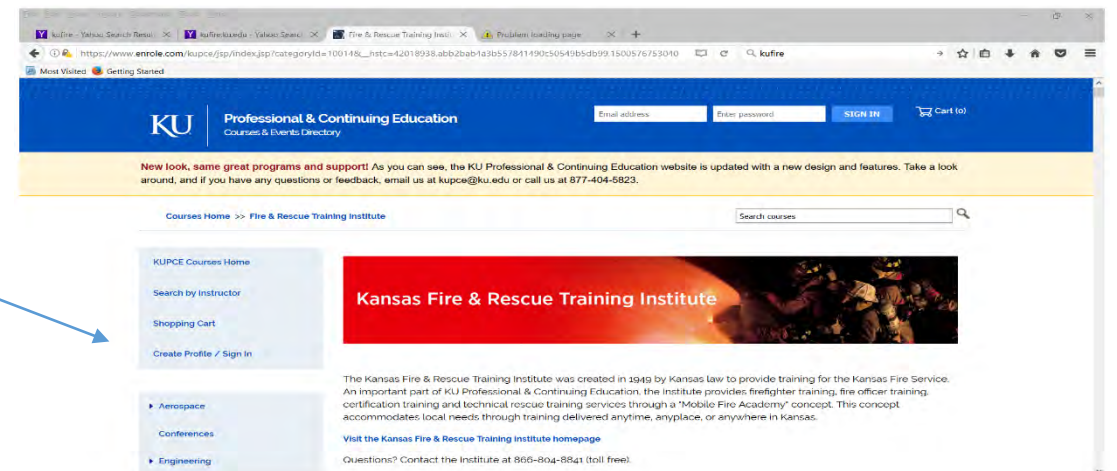 kufire - Yahoo Search Resul
kufire ku.edu - Yahoo Search
Fire & Rescue Training Insti
Problem loading page
https://www.enrole.com/kupce/jsp/index.jsp?categoryId=10014&__hstc=42018938.abb2bab4a3b557841490c50549b5db99.1500576753040
kufire
Most Visited Getting Started
KU
Professional & Continuing Education
Courses & Events Directory
Email address
Enter password
SIGN IN
Cart (0)
New look, same great programs and support! As you can see, the KU Professional & Continuing Education website is updated with a new design and features. Take a look
around, and if you have any questions or feedback, email us at kupce@ku.edu or call us at 877-404-5823.
Courses Home >> Fire & Rescue Training Institute
Search courses
KUPCE Courses Home
Search by Instructor
Shopping Cart
Create Profile / Sign In
Kansas Fire & Rescue Training Institute
The Kansas Fire & Rescue Training Institute was created in 1949 by Kansas law to provide training for the Kansas Fire Service.
An important part of KU Professional & Continuing Education, the Institute provides firefighter training, fire officer training,
certification training and technical rescue training services through a "Mobile Fire Academy" concept. This concept
accommodates local needs through training delivered anytime, anyplace, or anywhere in Kansas.
Visit the Kansas Fire & Rescue Training Institute homepage
Questions? Contact the Institute at 866-804-8841 (toll free).
Aerospace
Conferences
Engineering